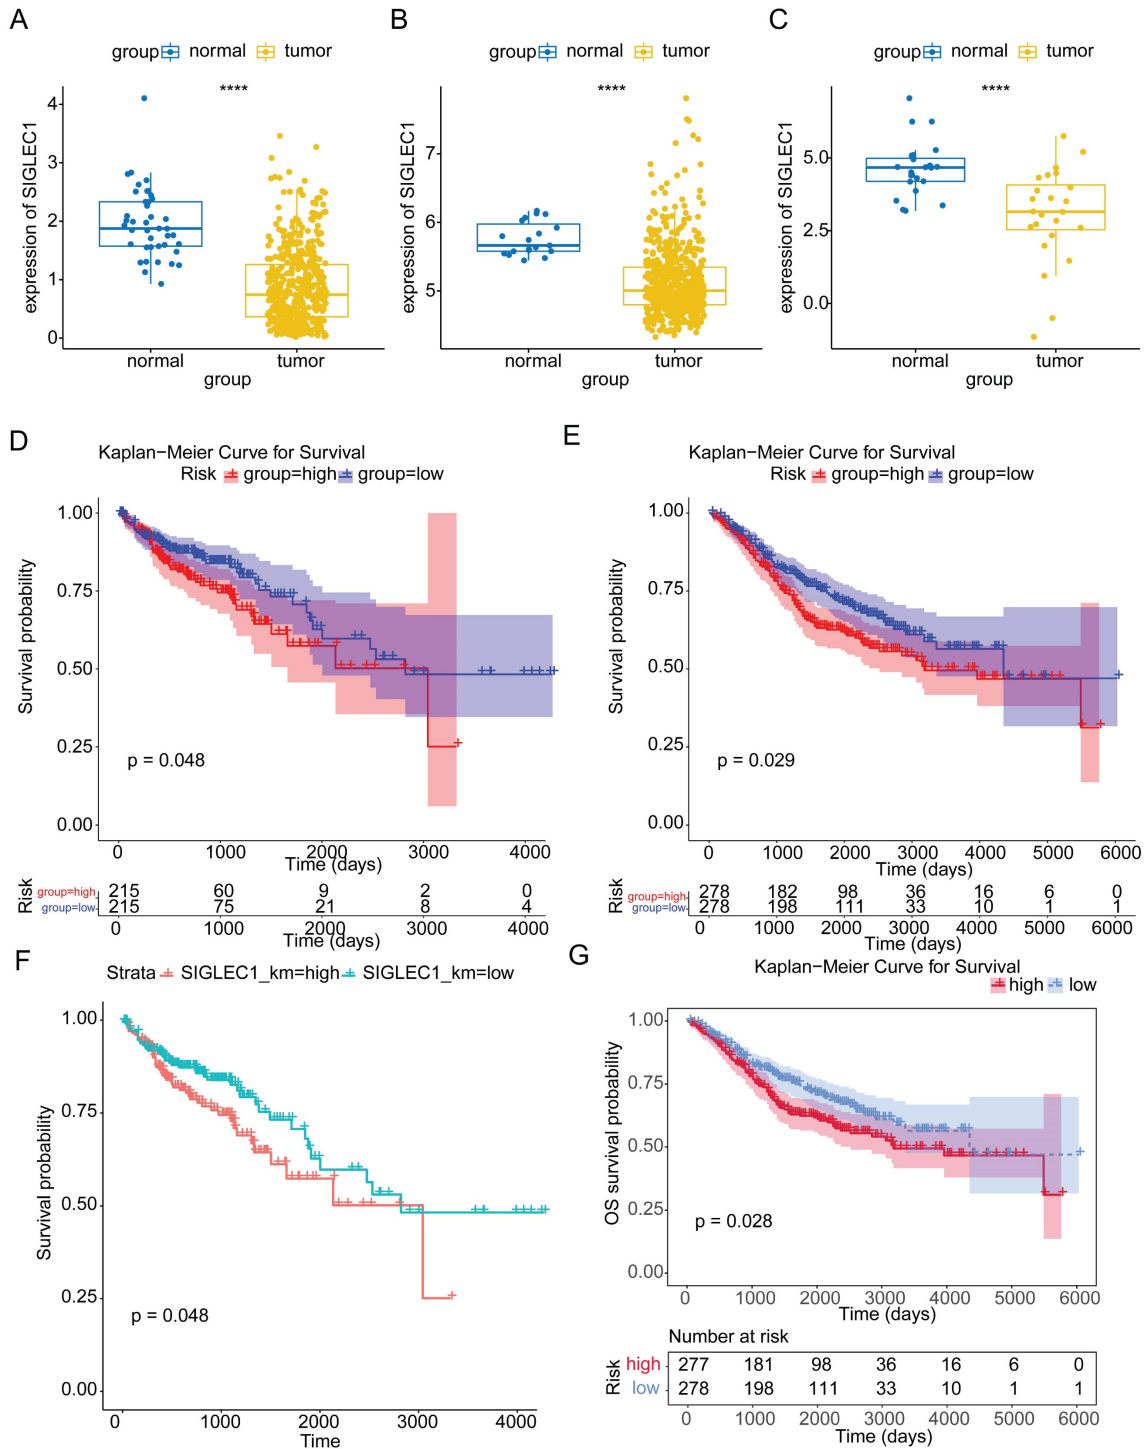 A
group normal tumor
****
expression of SIGLEC1
4
3
2
1
0
normal tumor
group
B
group normal tumor
****
expression of SIGLEC1
7
6
5
normal tumor
group
C
group normal tumor
****
expression of SIGLEC1
5.0
2.5
0.0
normal tumor
group
D
Kaplan−Meier Curve for Survival
Risk group=high group=low
Survival probability
1.00
0.75
0.50
0.25
0.00
p = 0.048
0 1000 2000 3000 4000
Time (days)
Risk
group=high 215 60 9 2 0
group=low 215 75 21 8 4
0 1000 2000 3000 4000
Time (days)
E
Kaplan−Meier Curve for Survival
Risk group=high group=low
Survival probability
1.00
0.75
0.50
0.25
0.00
p = 0.029
0 1000 2000 3000 4000 5000 6000
Time (days)
Risk
group=high 278 182 98 36 16 6 0
group=low 278 198 111 33 10 1 1
0 1000 2000 3000 4000 5000 6000
Time (days)
F
Strata SIGLEC1_km=high SIGLEC1_km=low
Survival probability
1.00
0.75
0.50
0.25
0.00
p = 0.048
0 1000 2000 3000 4000
Time
G
Kaplan−Meier Curve for Survival
high low
OS survival probability
1.00
0.75
0.50
0.25
0.00
p = 0.028
0 1000 2000 3000 4000 5000 6000
Time (days)
Number at risk
Risk
high 277 181 98 36 16 6 0
low 278 198 111 33 10 1 1
0 1000 2000 3000 4000 5000 6000
Time (days)